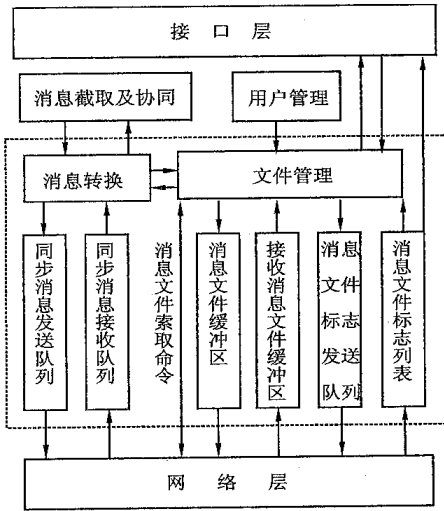 接口层
消息截取及协同
用户管理
消息转换
文件管理
同步消息发送队列
同步消息接收队列
消息文件索取命令
消息文件缓冲区
接收消息文件缓冲区
消息文件标志发送队列
消息文件标志列表
网络层